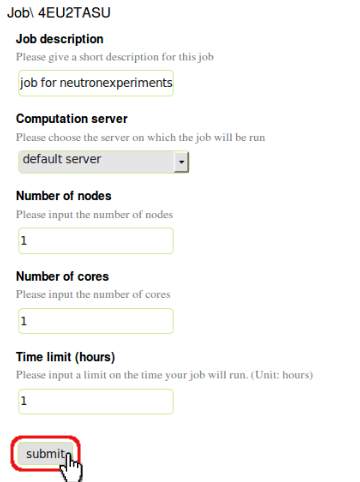 Job\ 4EU2TASU
Job description
Please give a short description for this job
job for neutronexperiments
Computation server
Please choose the server on which the job will be run
default server
Number of nodes
Please input the number of nodes
1
Number of cores
Please input the number of cores
1
Time limit (hours)
Please input a limit on the time your job will run. (Unit: hours)
1
submit